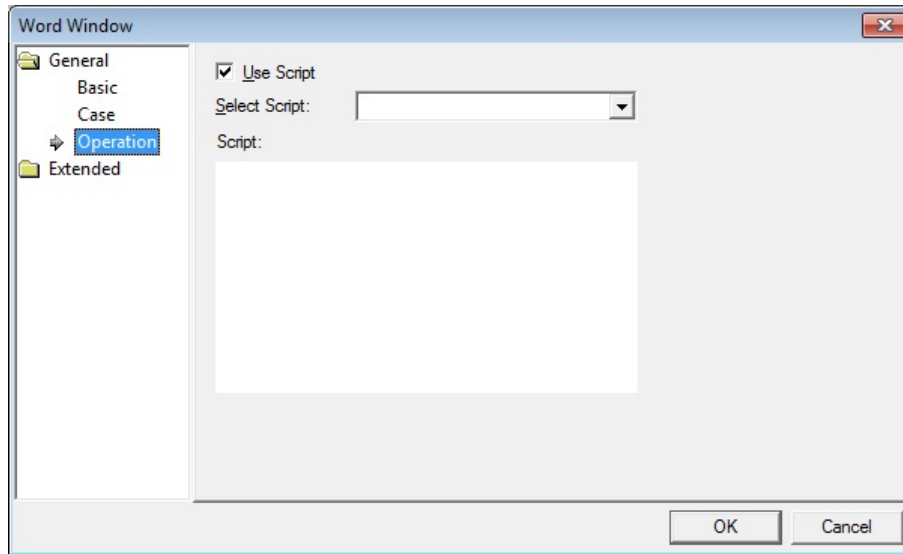 Word Window
General
Basic
Case
Operation
Extended
Use Script
Select Script:
Script:
OK
Cancel